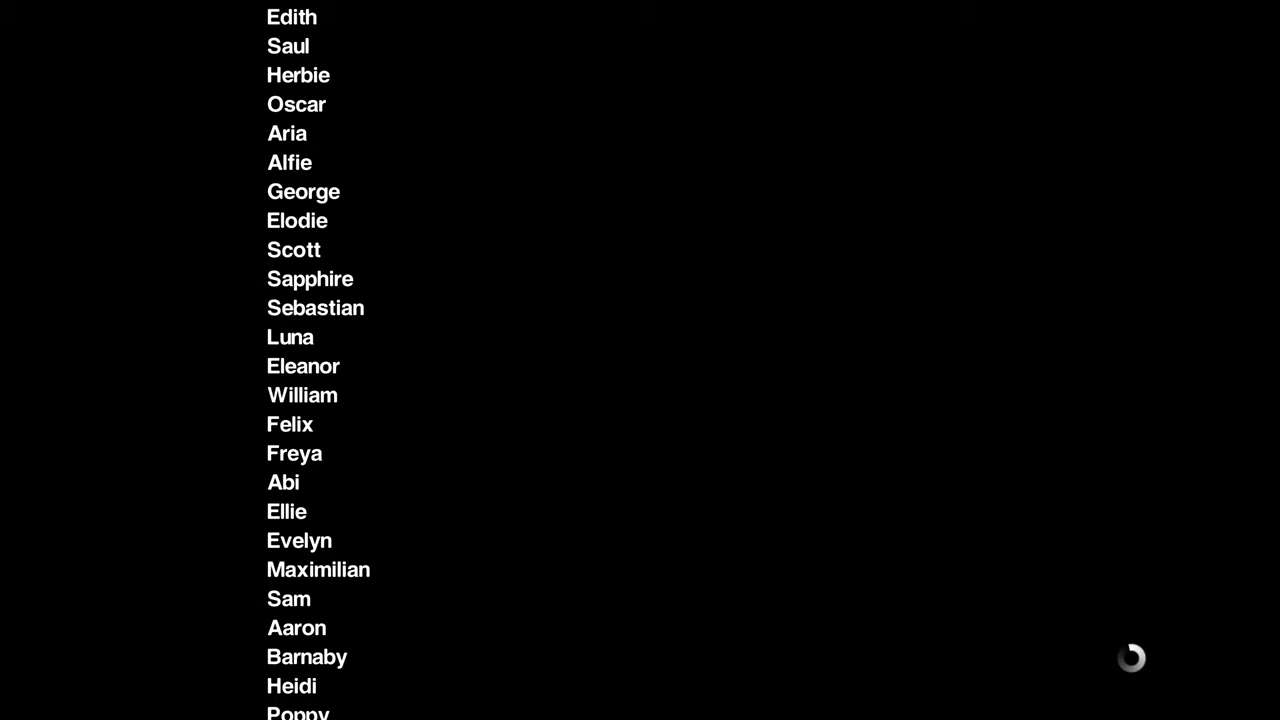 Edith
Saul
Herbie
Oscar
Aria
Alfie
George
Elodie
Scott
Sapphire
Sebastian
Luna
Eleanor
William
Felix
Freya
Abi
Ellie
Evelyn
Maximilian
Sam
Aaron
Barnaby
Heidi
Poppy